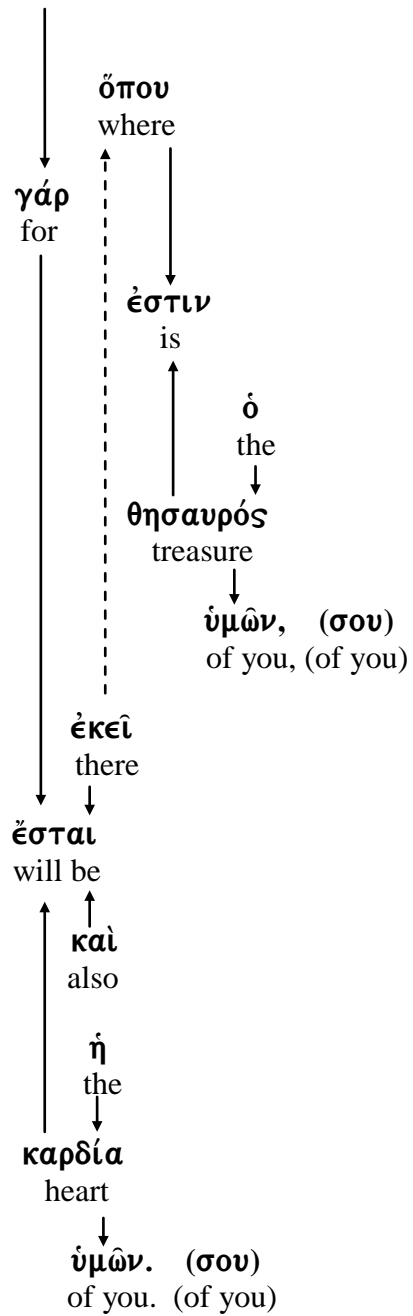 ὅπου
where
γάρ
for
ἐστιν
is
ὁ
the
θησαυρός
treasure
ὑμῶν, (σου)
of you, (of you)
ἐκεῖ
there
ἔσται
will be
καὶ
also
ἡ
the
καρδία
heart
ὑμῶν. (σου)
of you. (of you)